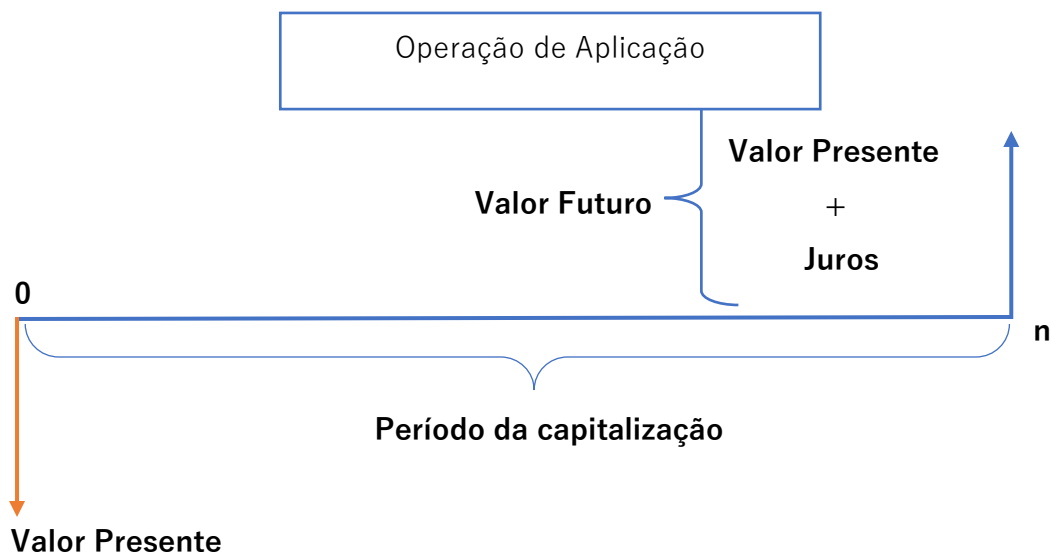 Operação de Aplicação
Valor Presente
Valor Futuro
+
Juros
0
n
Período da capitalização
Valor Presente